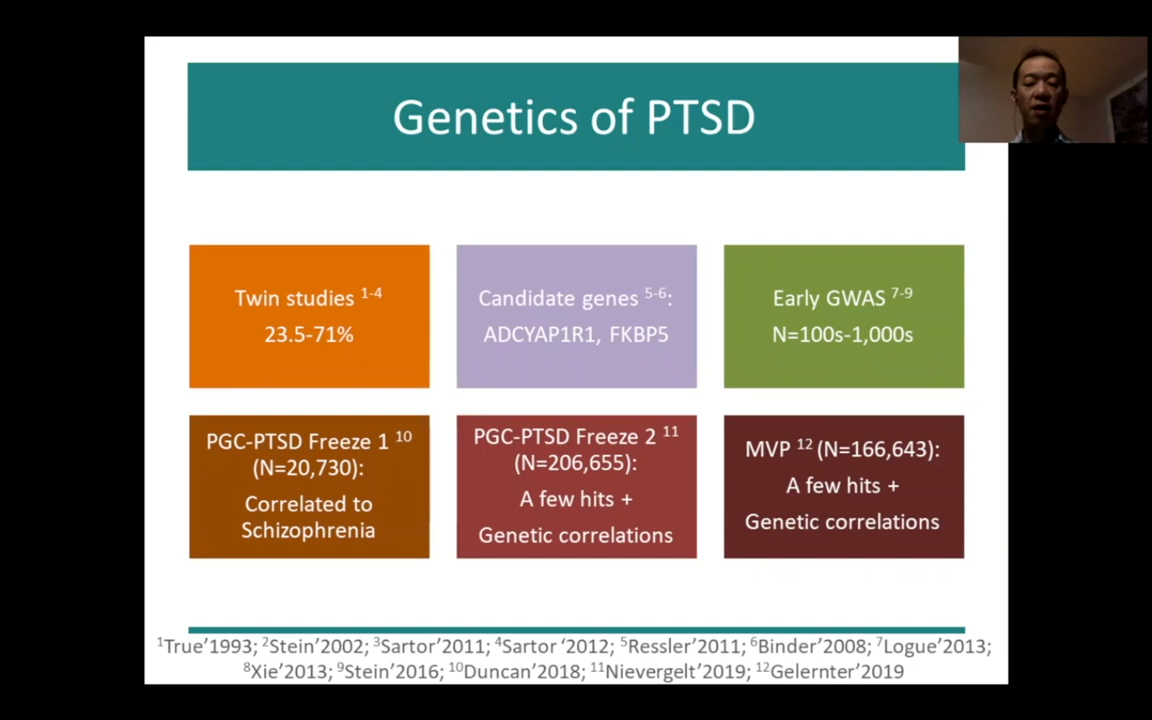 Genetics of PTSD
Twin studies 1-4
23.5-71%
Candidate genes 5-6:
ADCYAP1R1, FKBP5
Early GWAS 7-9
N=100s-1,000s
PGC-PTSD Freeze 1 10
(N=20,730):
Correlated to
Schizophrenia
PGC-PTSD Freeze 2 11
(N=206,655):
A few hits +
Genetic correlations
MVP 12 (N=166,643):
A few hits +
Genetic correlations
1True’1993; 2Stein’2002; 3Sartor’2011; 4Sartor ‘2012; 5Ressler’2011; 6Binder’2008; 7Logue’2013;
8Xie’2013; 9Stein’2016; 10Duncan’2018; 11Nievergelt’2019; 12Gelernter’2019